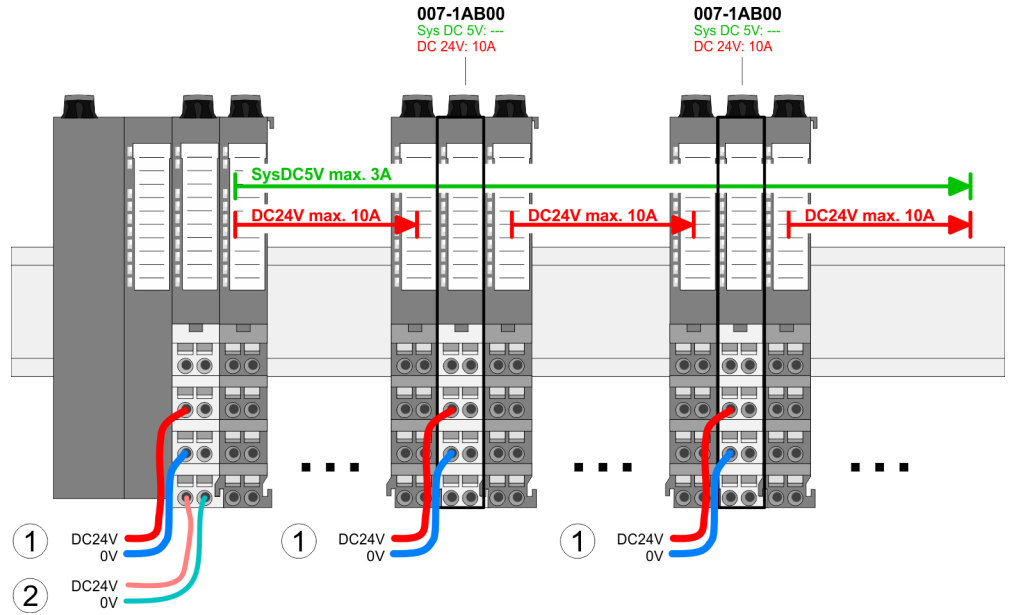 007-1AB00
Sys DC 5V: ---
DC 24V: 10A
007-1AB00
Sys DC 5V: ---
DC 24V: 10A
SysDC5V max. 3A
DC24V max. 10A
DC24V max. 10A
DC24V max. 10A
1
DC24V
0V
1
DC24V
0V
1
DC24V
0V
2
DC24V
0V